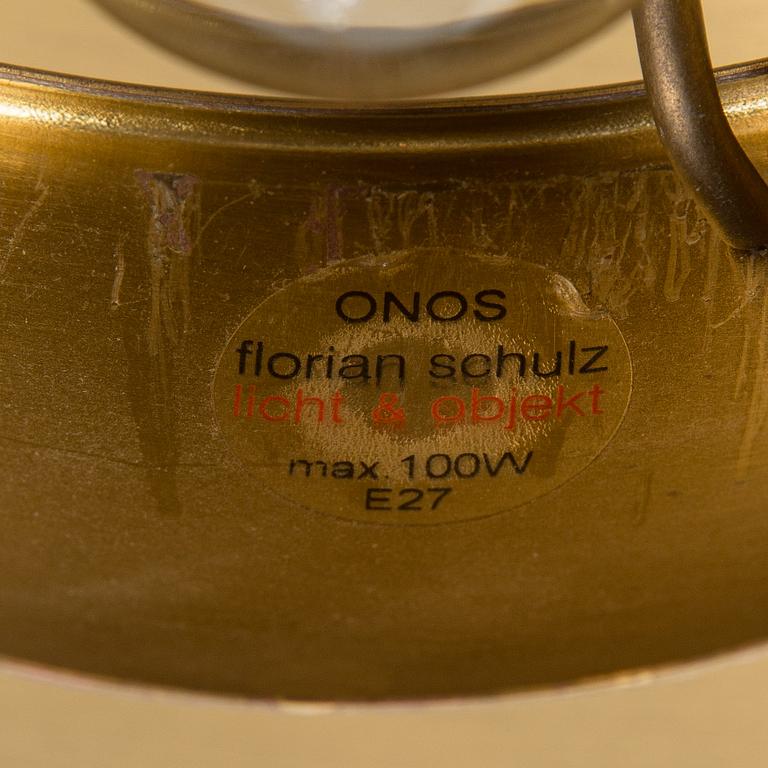 ONOS
florian schulz
licht & objekt
max. 100W
E27